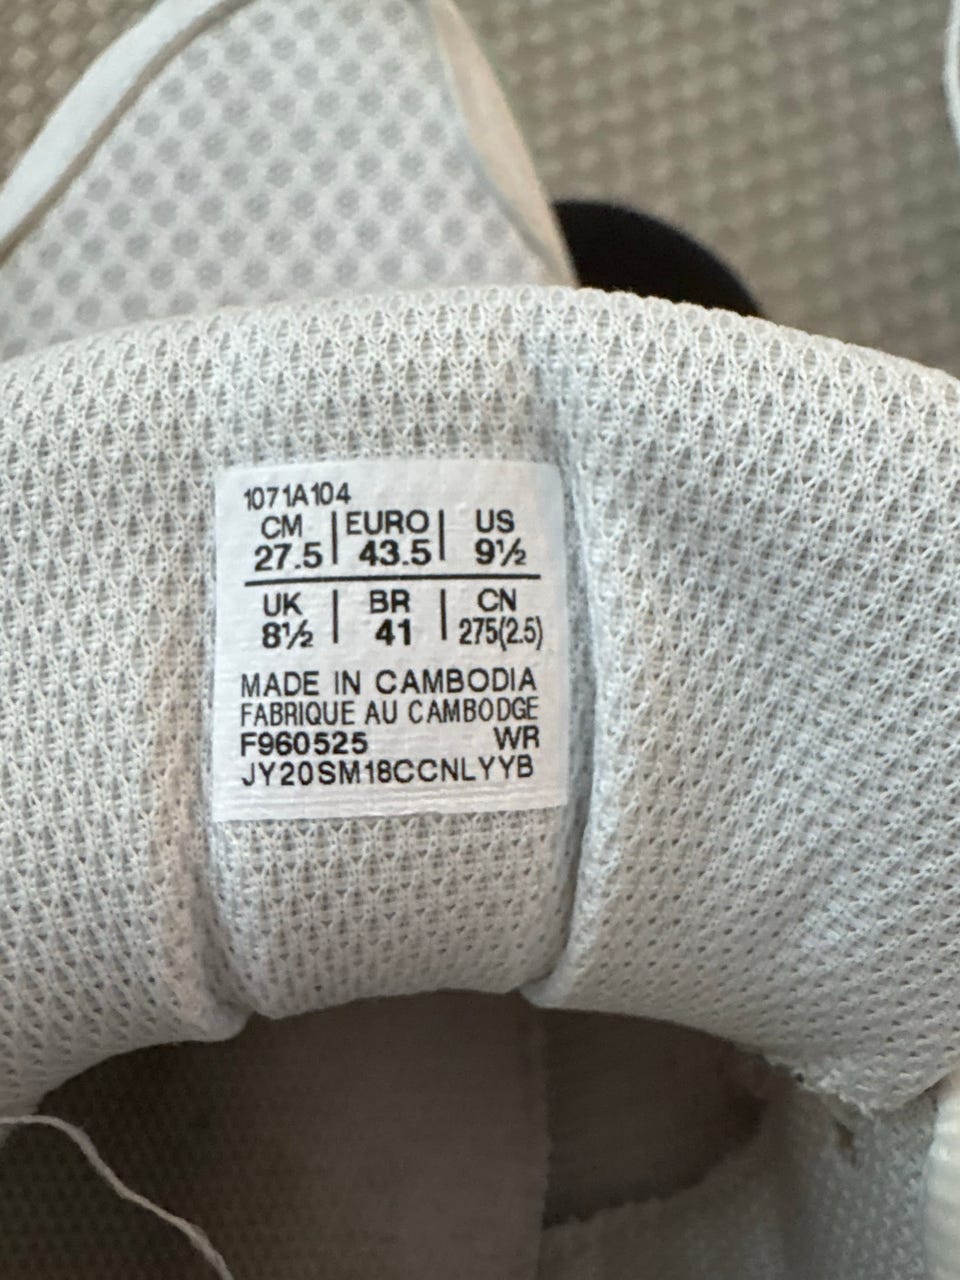 1071A104
CM | EURO | US
27.5 | 43.5 | 9½
UK | BR | CN
8½ | 41 | 275(2.5)
MADE IN CAMBODIA
FABRIQUE AU CAMBODGE
F960525 WR
JY20SM18CCNLYYB